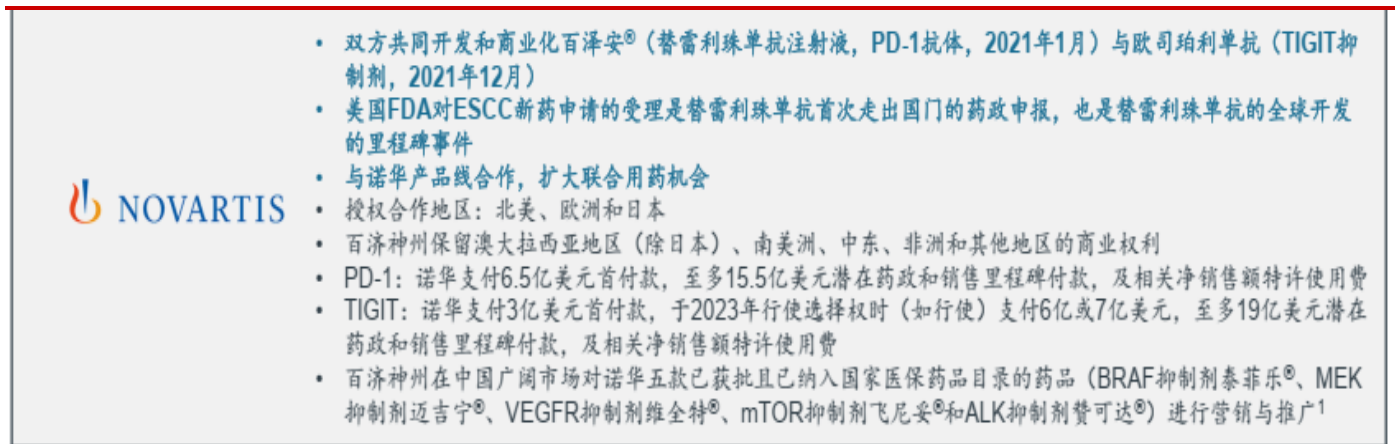 • 双方共同开发和商业化百泽安®（替雷利珠单抗注射液，PD-1抗体，2021年1月）与欧司珀利单抗（TIGIT抑
制剂，2021年12月）
• 美国FDA对ESCC新药申请的受理是替雷利珠单抗首次走出国门的药政申报，也是替雷利珠单抗的全球开发
的里程碑事件
• 与诺华产品线合作，扩大联合用药机会
NOVARTIS
• 授权合作地区：北美、欧洲和日本
• 百济神州保留澳大拉西亚地区（除日本）、南美洲、中东、非洲和其他地区的商业权利
• PD-1：诺华支付6.5亿美元首付款，至多15.5亿美元潜在药政和销售里程碑付款，及相关净销售额特许使用费
• TIGIT：诺华支付3亿美元首付款，于2023年行使选择权时（如行使）支付6亿或7亿美元，至多19亿美元潜在
药政和销售里程碑付款，及相关净销售额特许使用费
• 百济神州在中国广阔市场对诺华五款已获批且已纳入国家医保药品目录的药品（BRAF抑制剂泰菲乐®、MEK
抑制剂迈吉宁®、VEGFR抑制剂维全特®、mTOR抑制剂飞尼妥®和ALK抑制剂赞可达®）进行营销与推广1